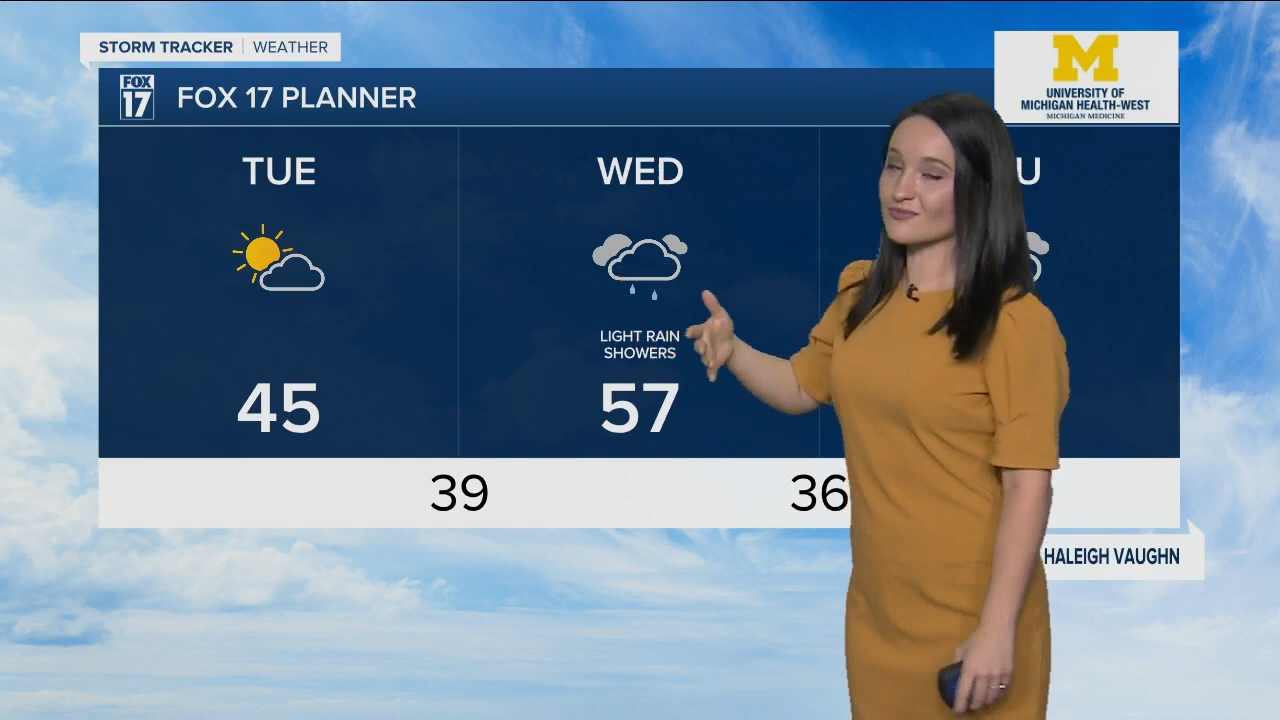 STORM TRACKER | WEATHER
FOX
17
FOX 17 PLANNER
M
UNIVERSITY OF
MICHIGAN HEALTH-WEST
MICHIGAN MEDICINE
TUE
WED
U
LIGHT RAIN
SHOWERS
45
57
39
36
HALEIGH VAUGHN